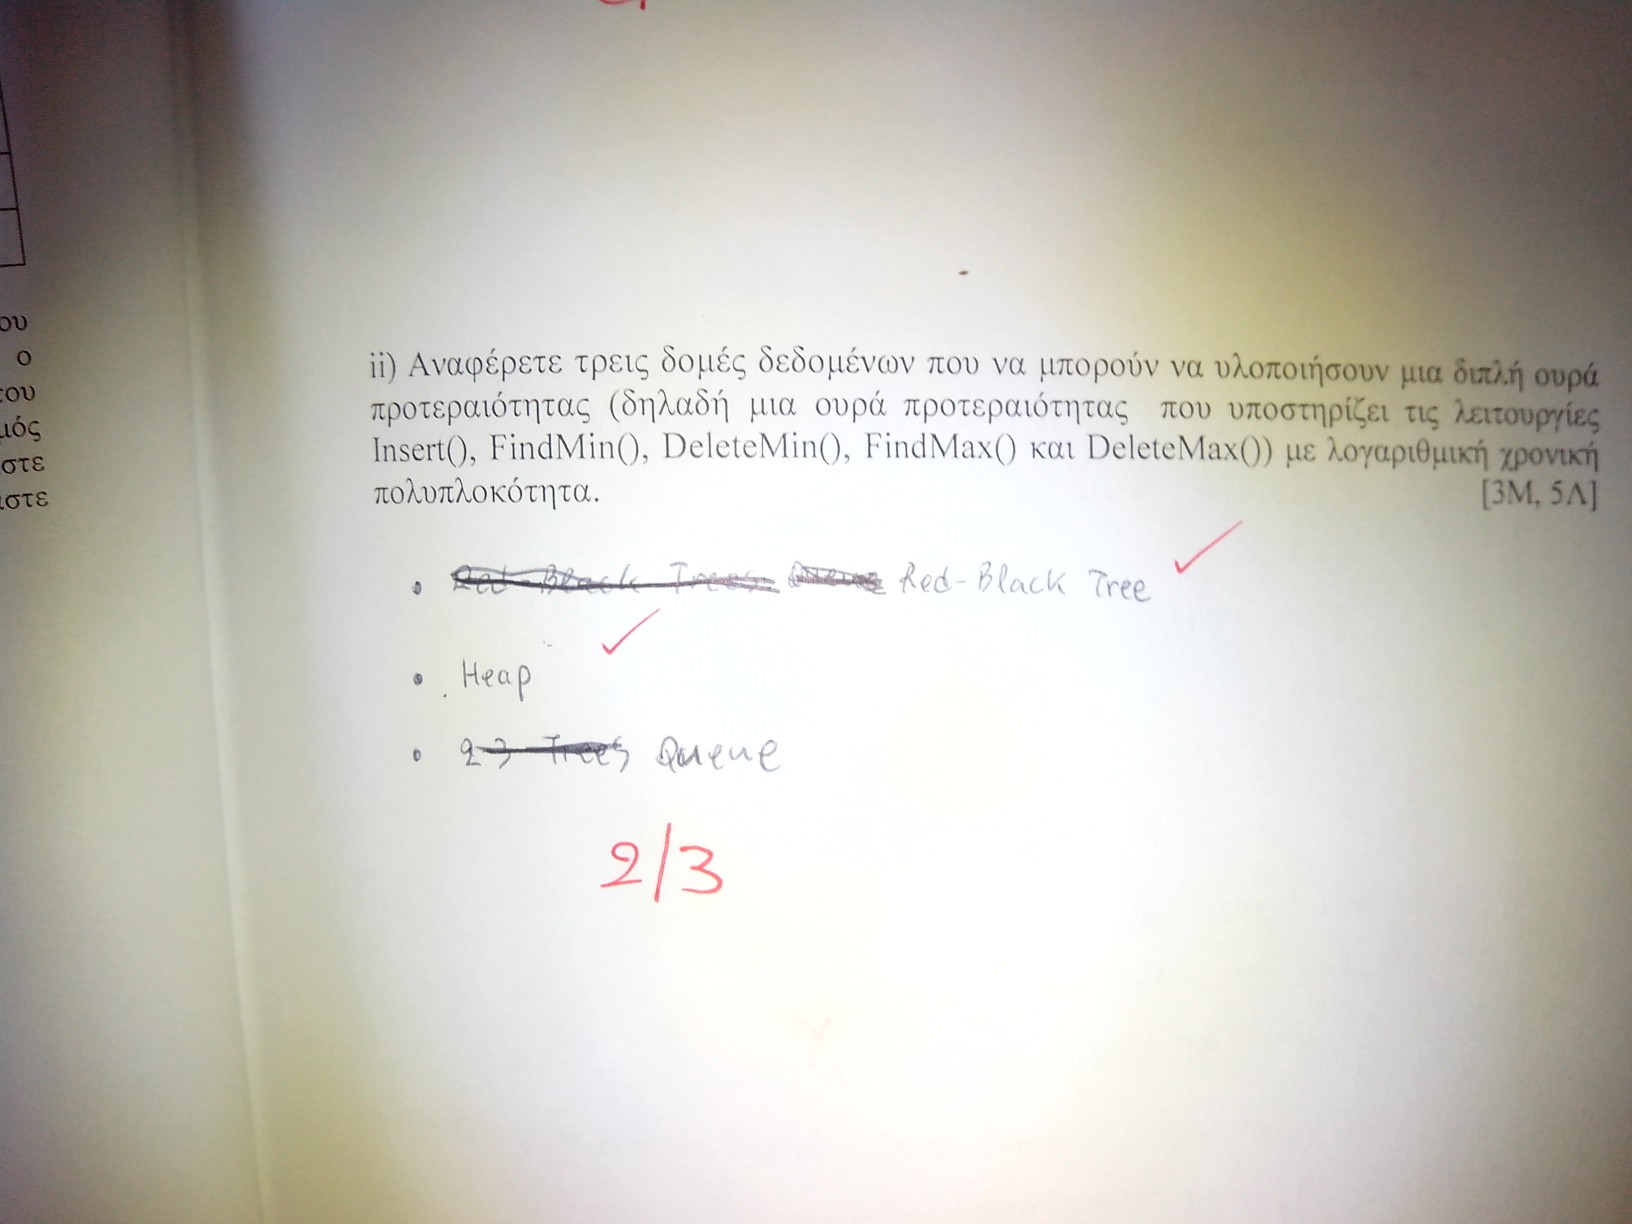 ου
ο
του
μός
στε
ιστε
ii) Αναφέρετε τρεις δομές δεδομένων που να μπορούν να υλοποιήσουν μια διπλή ουρά
προτεραιότητας (δηλαδή μια ουρά προτεραιότητας που υποστηρίζει τις λειτουργίες
Insert(), FindMin(), DeleteMin(), FindMax() και DeleteMax()) με λογαριθμική χρονική
πολυπλοκότητα. [3Μ, 5Λ]
• Red-Black Trees Queue Red-Black Tree
• Heap
• 2-3 Trees Queue
2/3